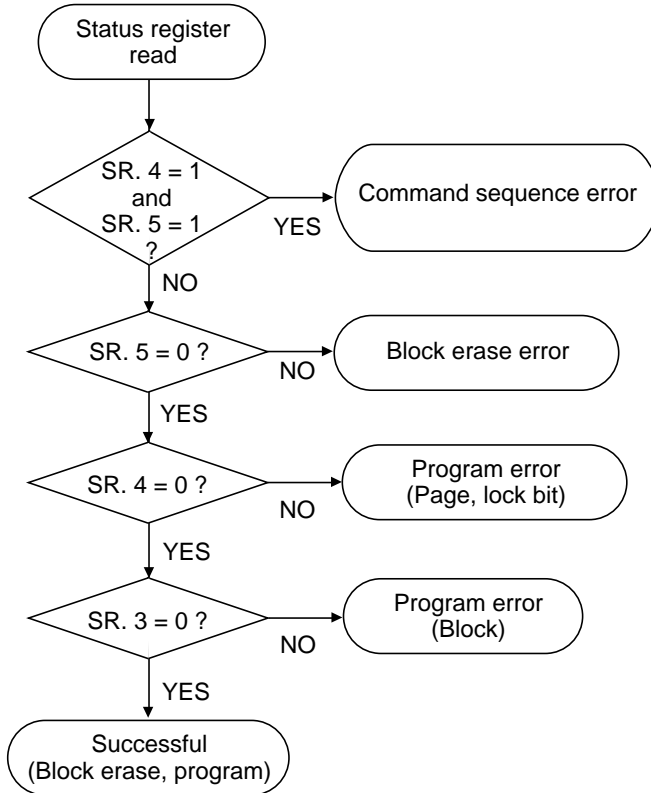 Status register
read
SR. 4 = 1
and
SR. 5 = 1
?
YES
Command sequence error
NO
SR. 5 = 0 ?
NO
Block erase error
YES
SR. 4 = 0 ?
NO
Program error
(Page, lock bit)
YES
SR. 3 = 0 ?
NO
Program error
(Block)
YES
Successful
(Block erase, program)